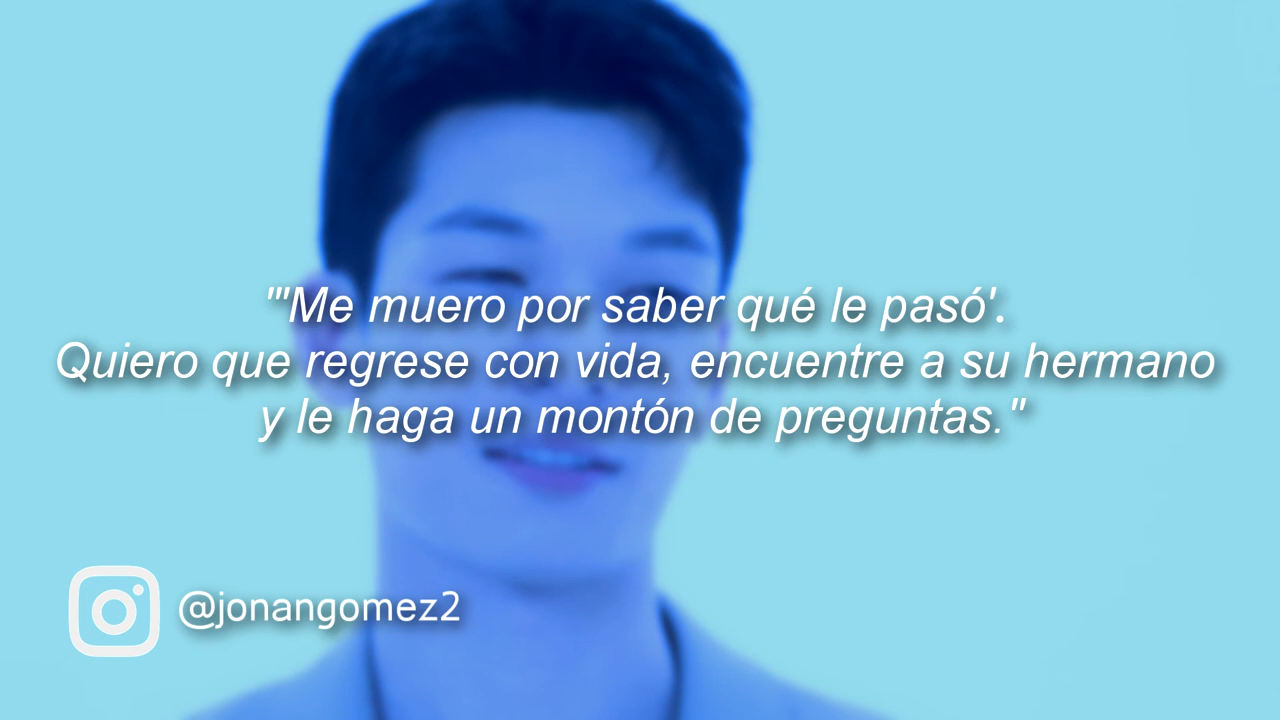 "'Me muero por saber qué le pasó'.
Quiero que regrese con vida, encuentre a su hermano
y le haga un montón de preguntas."
@jonangomez2